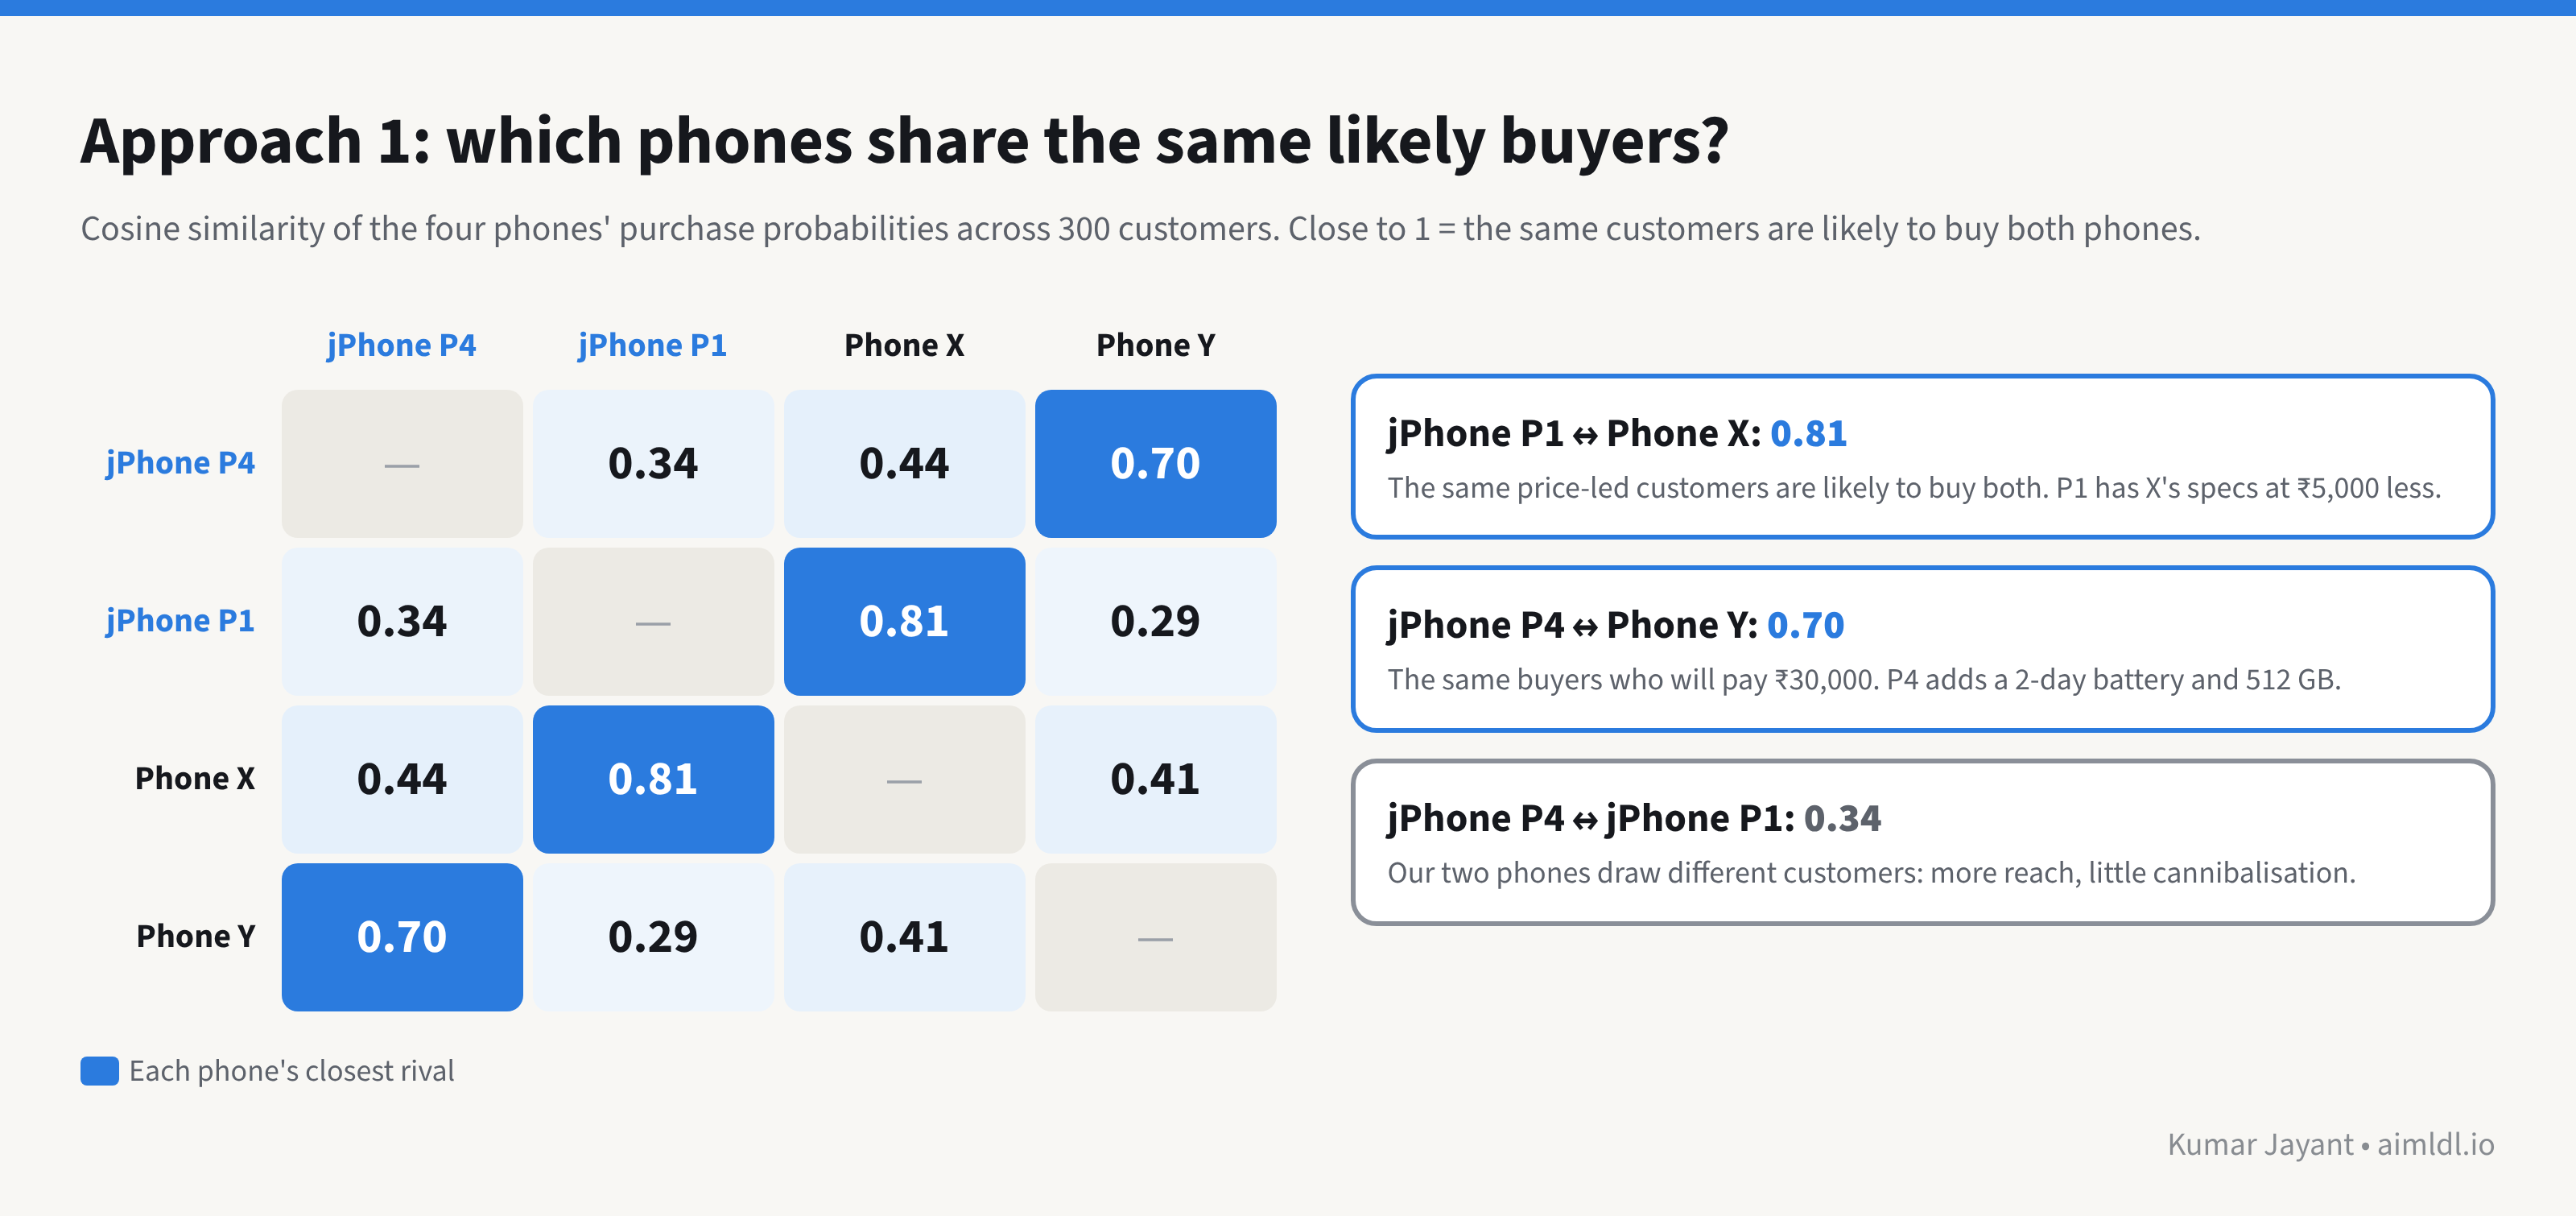 Approach 1: which phones share the same likely buyers?
Cosine similarity of the four phones' purchase probabilities across 300 customers. Close to 1 = the same customers are likely to buy both phones.
jPhone P4 jPhone P1 Phone X Phone Y
jPhone P4 — 0.34 0.44 0.70
jPhone P1 0.34 — 0.81 0.29
Phone X 0.44 0.81 — 0.41
Phone Y 0.70 0.29 0.41 —
Each phone's closest rival
jPhone P1 ↔ Phone X: 0.81
The same price-led customers are likely to buy both. P1 has X's specs at ₹5,000 less.
jPhone P4 ↔ Phone Y: 0.70
The same buyers who will pay ₹30,000. P4 adds a 2-day battery and 512 GB.
jPhone P4 ↔ jPhone P1: 0.34
Our two phones draw different customers: more reach, little cannibalisation.
Kumar Jayant • aimldl.io